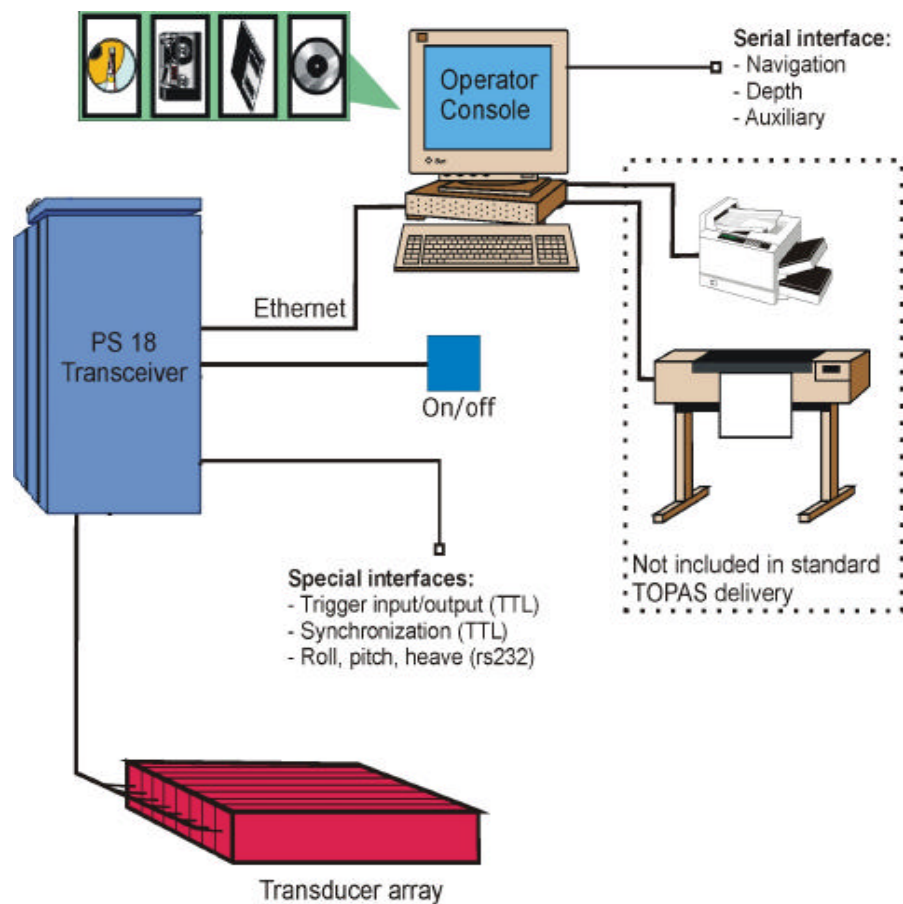 Operator
Console
Serial interface:
- Navigation
- Depth
- Auxiliary
Ethernet
PS 18
Transceiver
On/off
Special interfaces:
- Trigger input/output (TTL)
- Synchronization (TTL)
- Roll, pitch, heave (rs232)
Not included in standard
TOPAS delivery
Transducer array